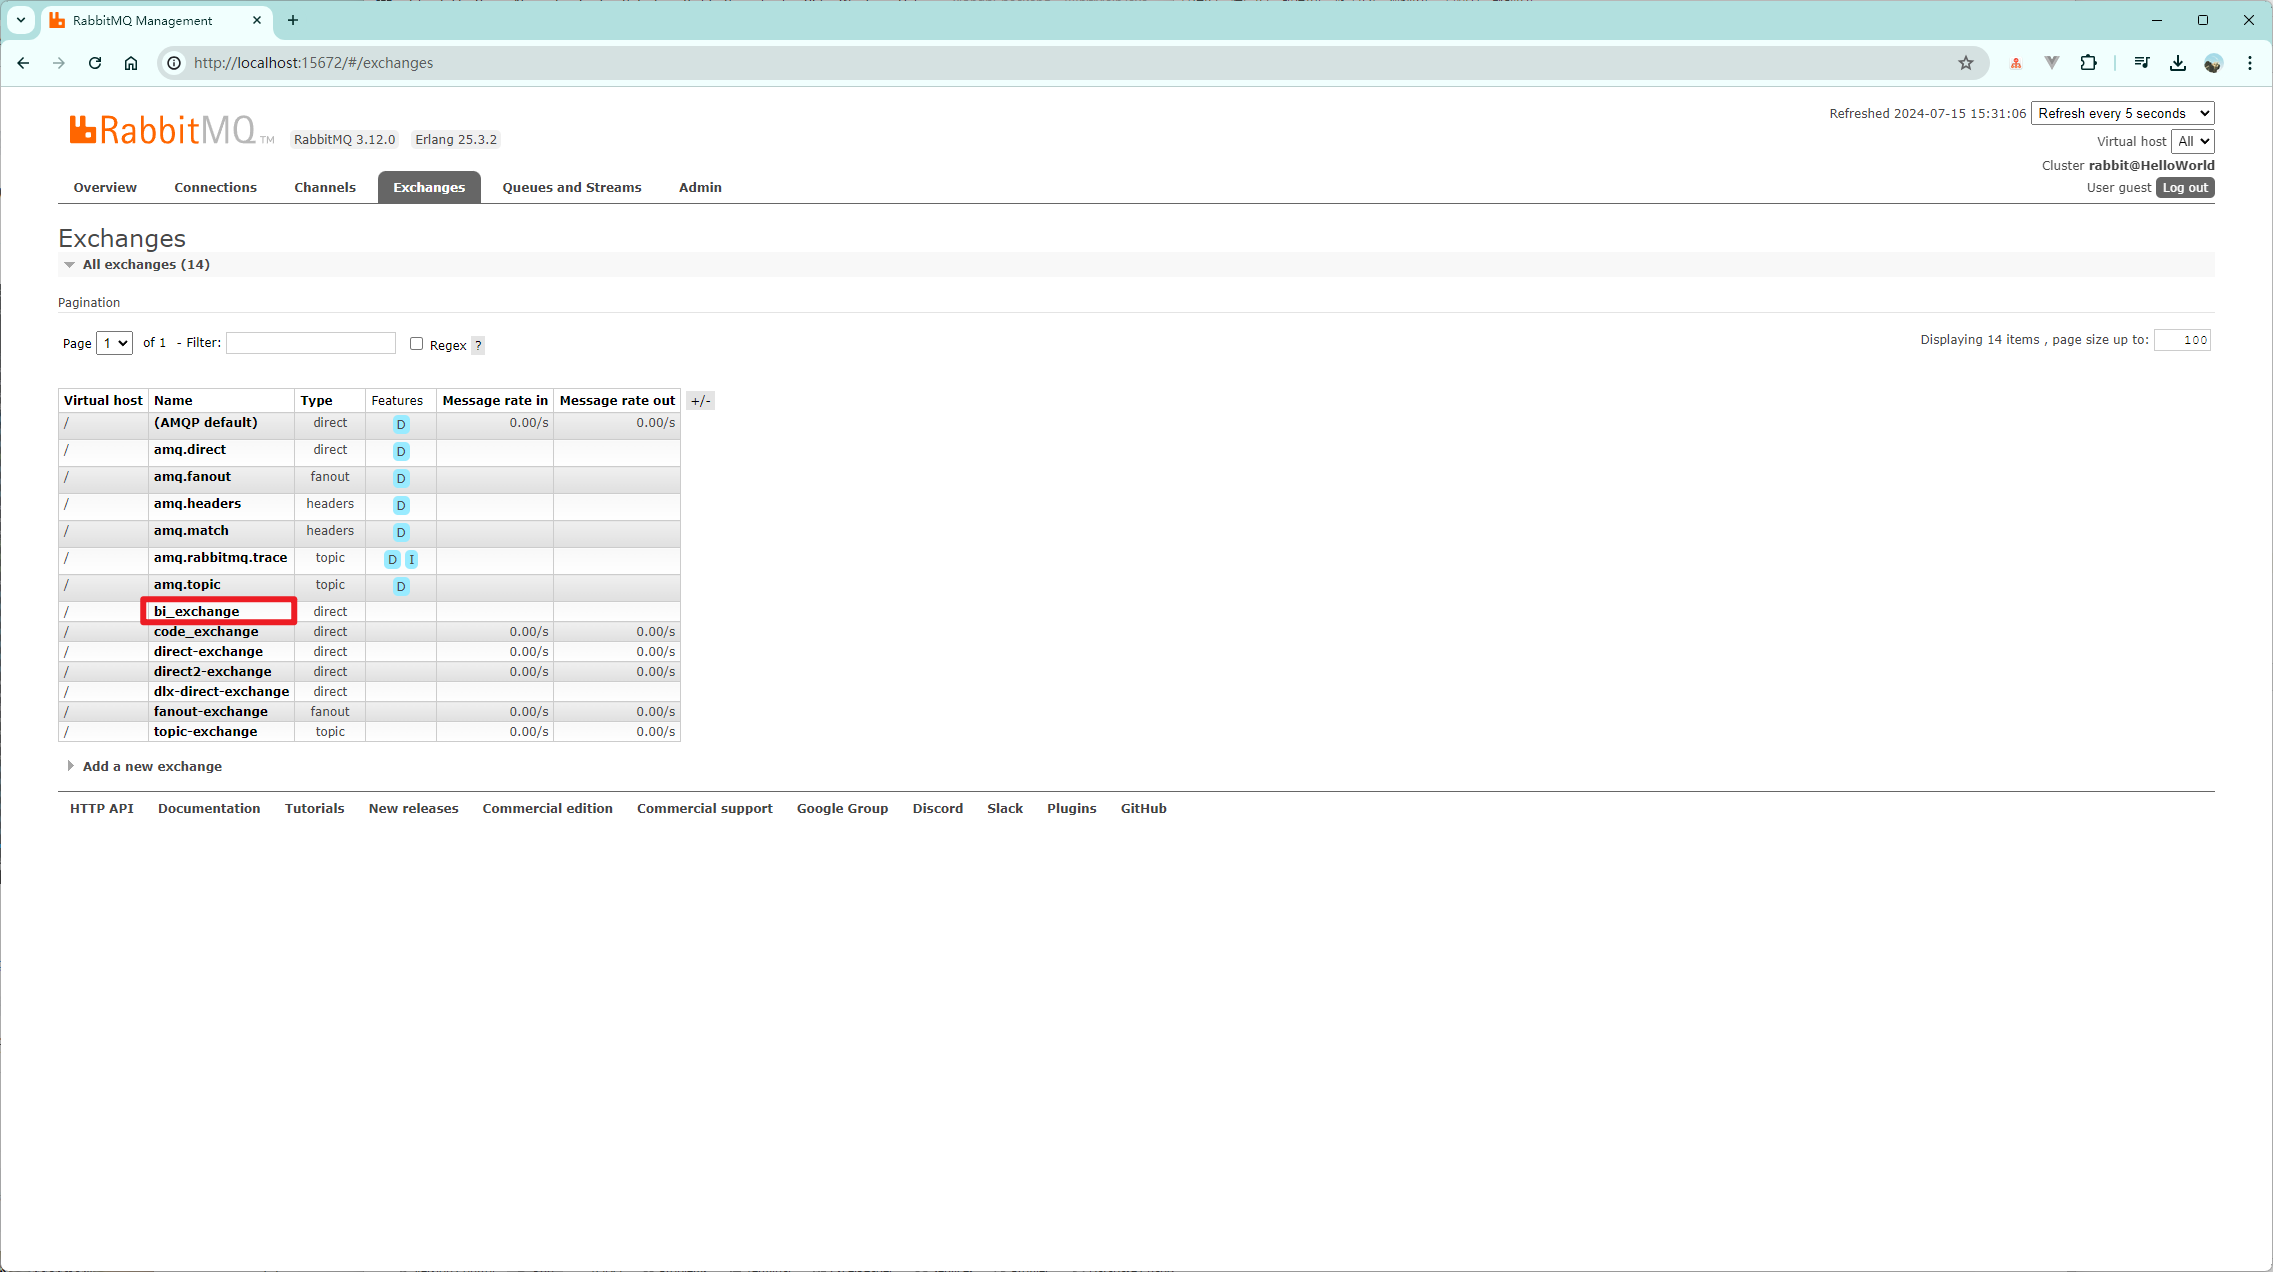 RabbitMQ Management
http://localhost:15672/#/exchanges
RabbitMQ TM RabbitMQ 3.12.0 Erlang 25.3.2
Refreshed 2024-07-15 15:31:06 Refresh every 5 seconds
Virtual host All
Cluster rabbit@HelloWorld
User guest Log out
Overview Connections Channels Exchanges Queues and Streams Admin
Exchanges
All exchanges (14)
Pagination
Page 1 of 1 - Filter: Regex ? Displaying 14 items , page size up to: 100
Virtual host Name Type Features Message rate in Message rate out +/-
/ (AMQP default) direct D 0.00/s 0.00/s
/ amq.direct direct D
/ amq.fanout fanout D
/ amq.headers headers D
/ amq.match headers D
/ amq.rabbitmq.trace topic D I
/ amq.topic topic D
/ bi_exchange direct
/ code_exchange direct 0.00/s 0.00/s
/ direct-exchange direct 0.00/s 0.00/s
/ direct2-exchange direct 0.00/s 0.00/s
/ dlx-direct-exchange direct
/ fanout-exchange fanout 0.00/s 0.00/s
/ topic-exchange topic 0.00/s 0.00/s
Add a new exchange
HTTP API Documentation Tutorials New releases Commercial edition Commercial support Google Group Discord Slack Plugins GitHub